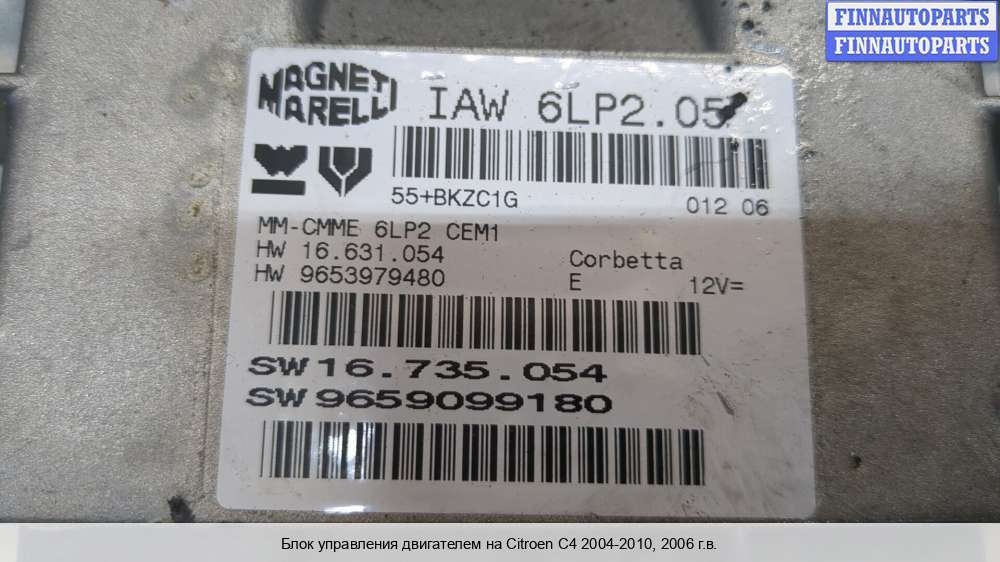 FINNAUTOPARTS
FINNAUTOPARTS
MAGNETI
MARELLI
IAW 6LP2.05
55+BKZC1G
012 06
MM-CMME 6LP2 CEM1
HW 16.631.054
Corbetta
HW 9653979480
E
12V=
SW 16.735.054
SW 9659099180
Блок управления двигателем на Citroen C4 2004-2010, 2006 г.в.